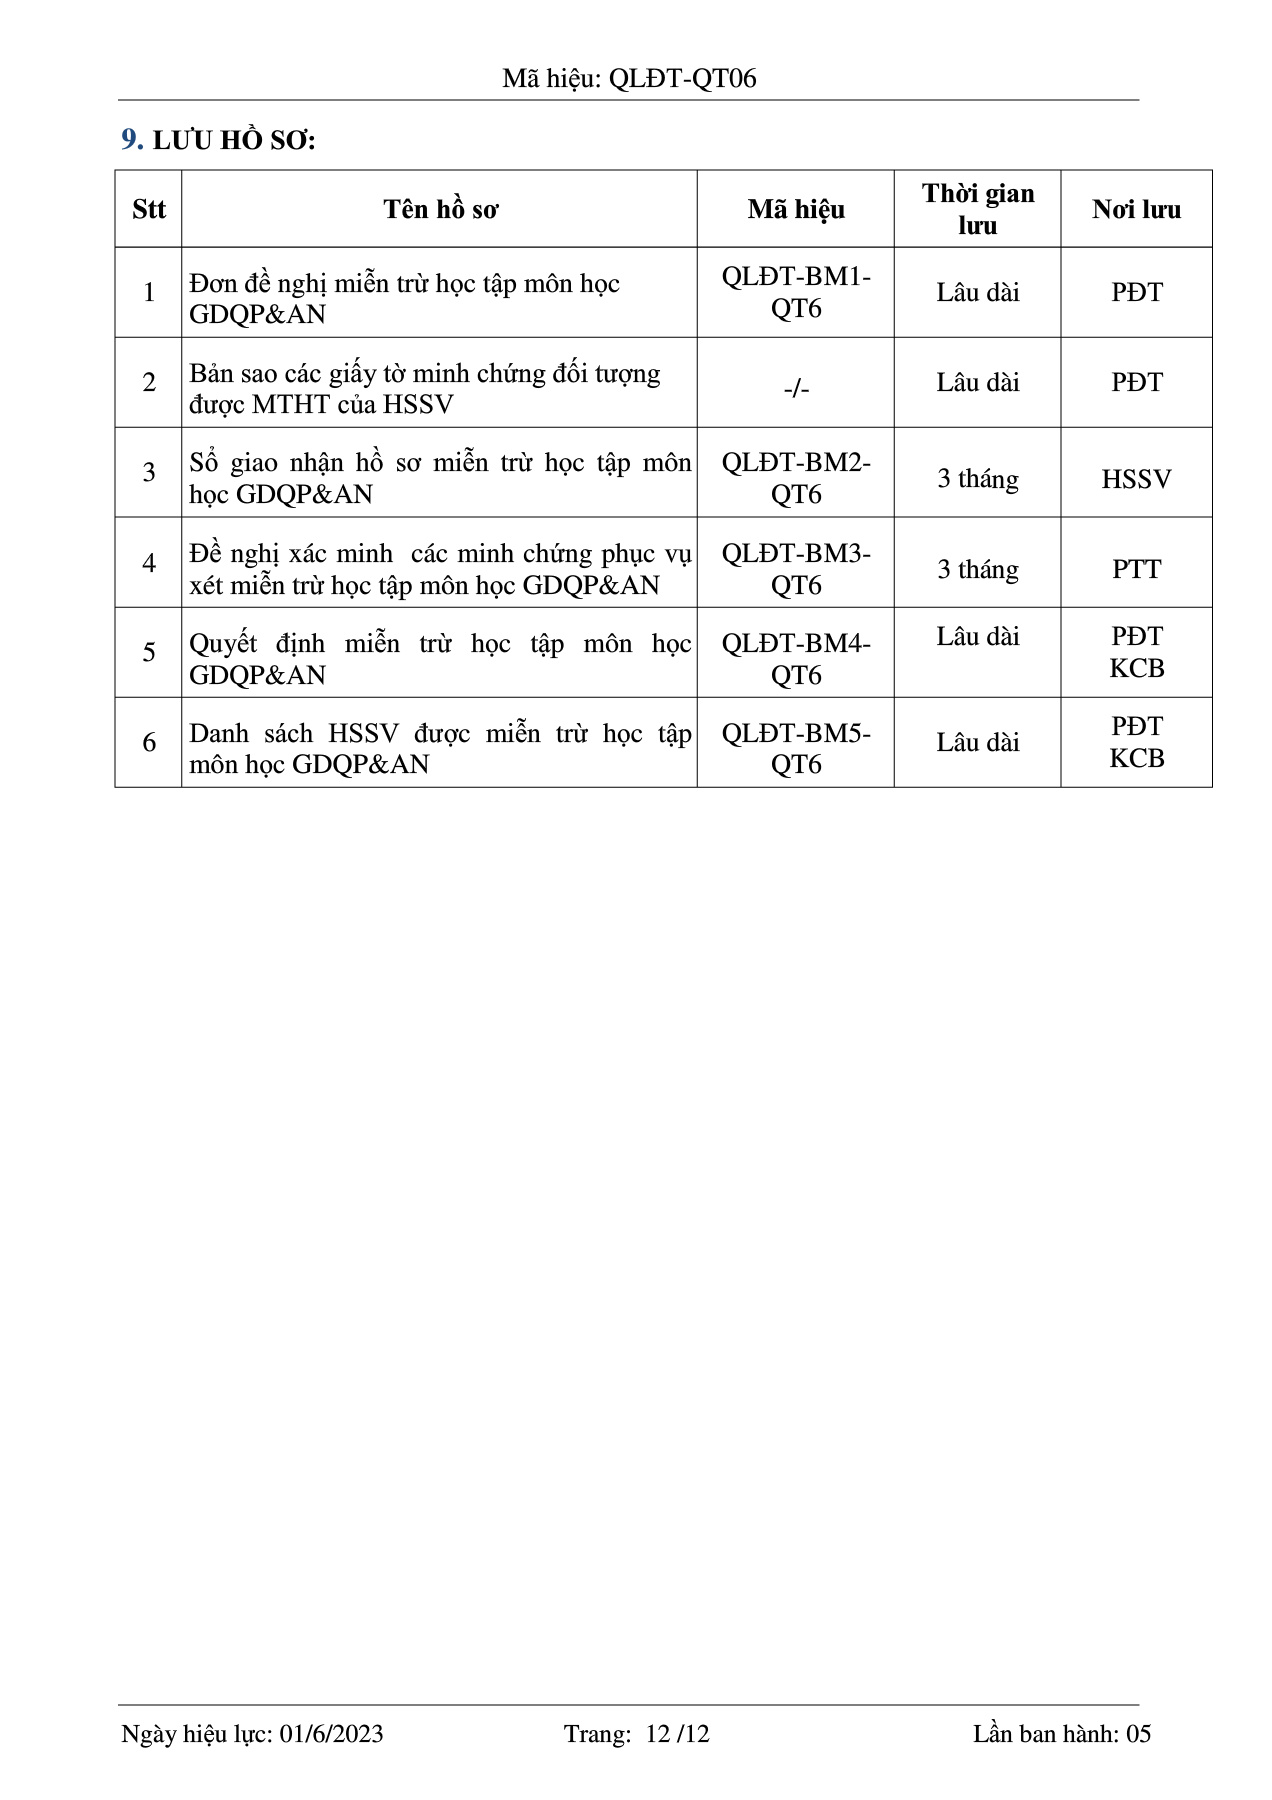 Mã hiệu: QLĐT-QT06
9. LƯU HỒ SƠ:
Stt
Tên hồ sơ
Mã hiệu
Thời gian
lưu
Nơi lưu
1
Đơn đề nghị miễn trừ học tập môn học
GDQP&AN
QLĐT-BM1-
QT6
Lâu dài
PĐT
2
Bản sao các giấy tờ minh chứng đối tượng
được MTHT của HSSV
-/-
Lâu dài
PĐT
3
Sổ giao nhận hồ sơ miễn trừ học tập môn
học GDQP&AN
QLĐT-BM2-
QT6
3 tháng
HSSV
4
Đề nghị xác minh  các minh chứng phục vụ
xét miễn trừ học tập môn học GDQP&AN
QLĐT-BM3-
QT6
3 tháng
PTT
5
Quyết định miễn trừ học tập môn học
GDQP&AN
QLĐT-BM4-
QT6
Lâu dài
PĐT
KCB
6
Danh sách HSSV được miễn trừ học tập
môn học GDQP&AN
QLĐT-BM5-
QT6
Lâu dài
PĐT
KCB
Ngày hiệu lực: 01/6/2023
Trang:  12 /12
Lần ban hành: 05